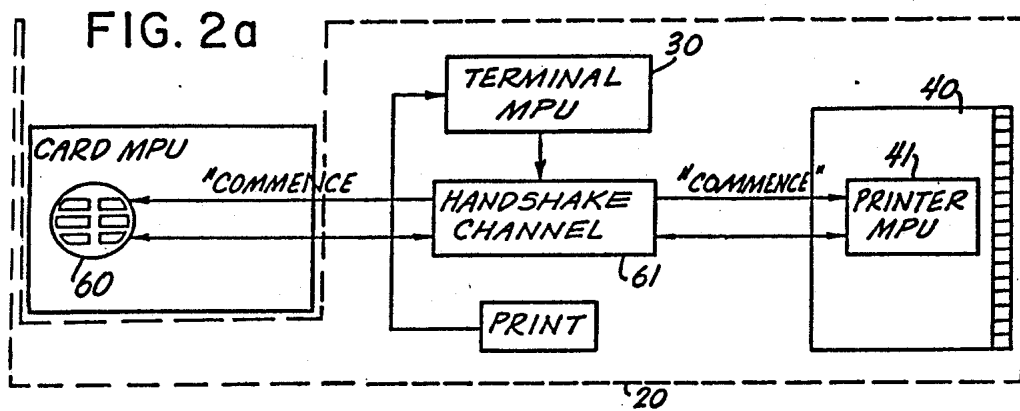 FIG. 2a
30
TERMINAL
MPU
40
CARD MPU
41
"COMMENCE
"COMMENCE"
HANDSHAKE
CHANNEL
PRINTER
MPU
60
61
PRINT
20